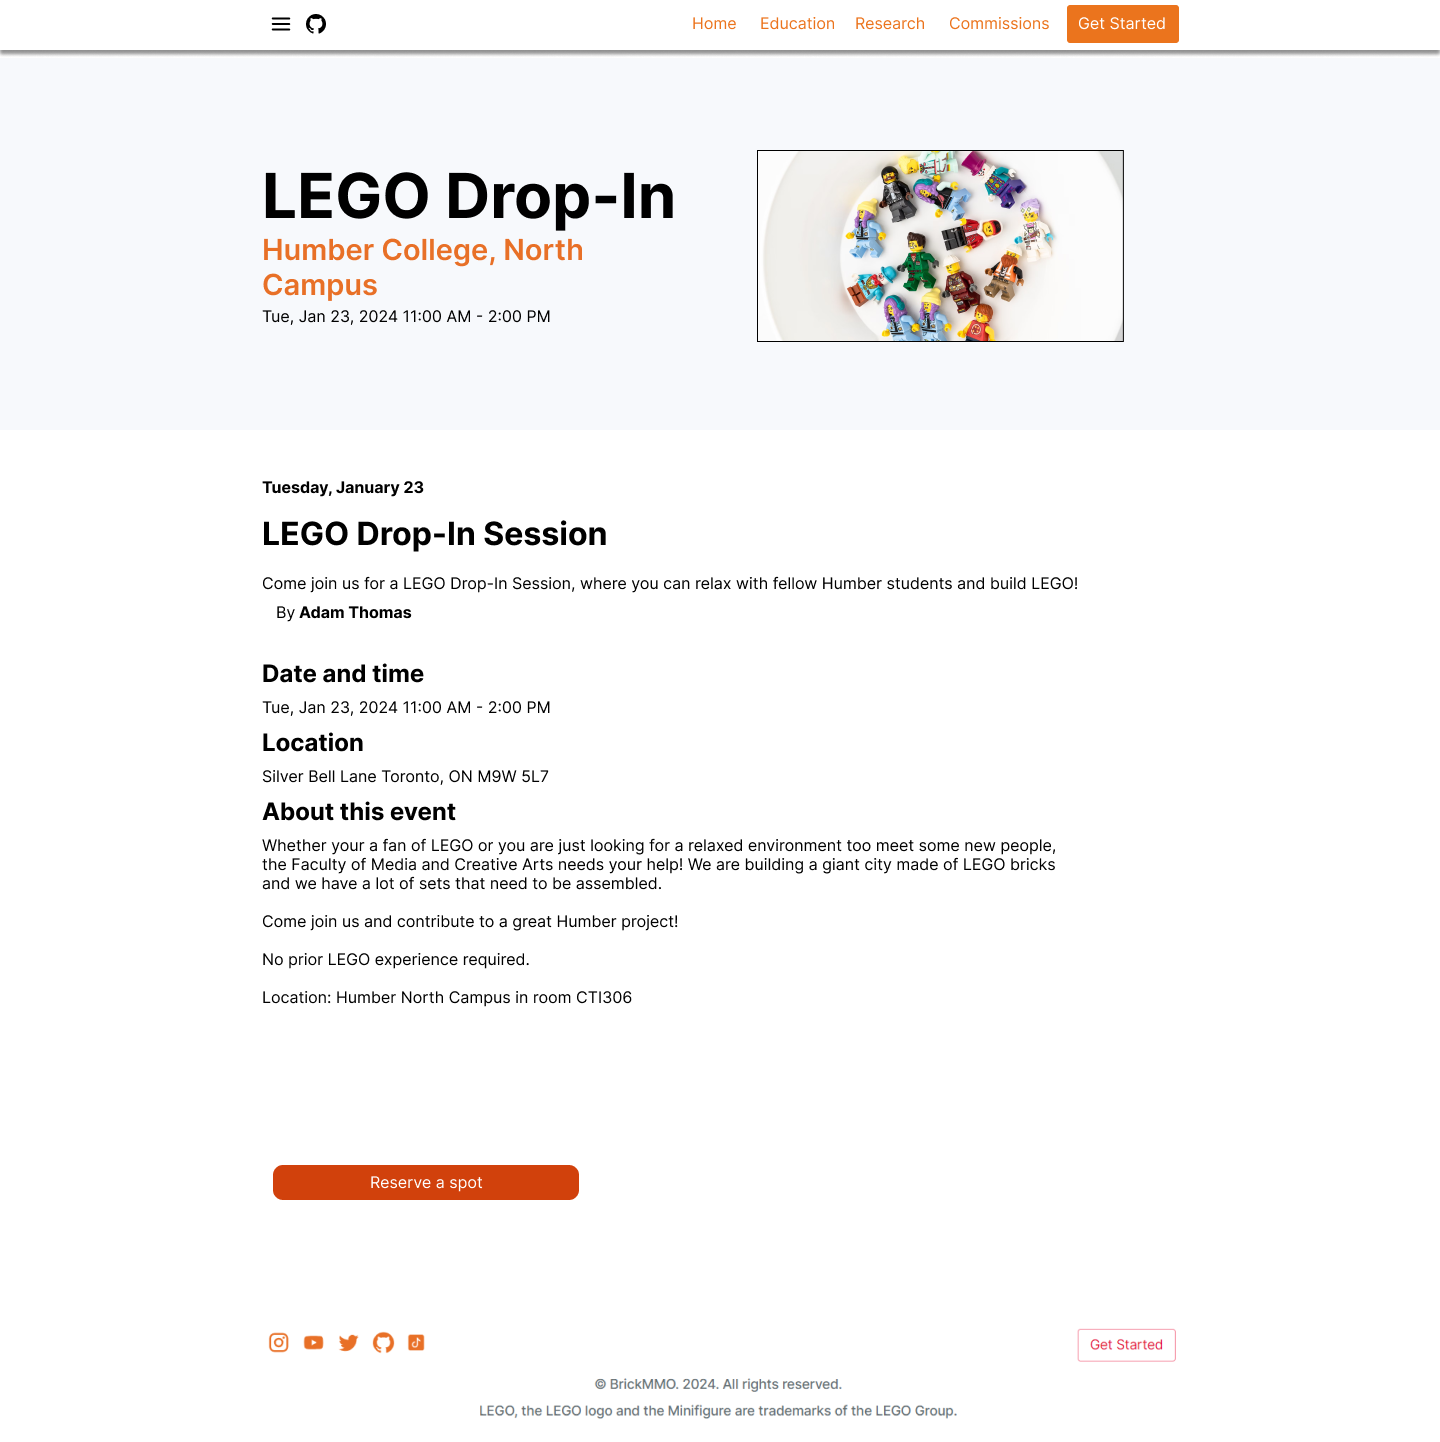 Home Education Research Commissions Get Started
LEGO Drop-In
Humber College, North
Campus
Tue, Jan 23, 2024 11:00 AM - 2:00 PM
Tuesday, January 23
LEGO Drop-In Session
Come join us for a LEGO Drop-In Session, where you can relax with fellow Humber students and build LEGO!
By Adam Thomas
Date and time
Tue, Jan 23, 2024 11:00 AM - 2:00 PM
Location
Silver Bell Lane Toronto, ON M9W 5L7
About this event
Whether your a fan of LEGO or you are just looking for a relaxed environment too meet some new people,
the Faculty of Media and Creative Arts needs your help! We are building a giant city made of LEGO bricks
and we have a lot of sets that need to be assembled.
Come join us and contribute to a great Humber project!
No prior LEGO experience required.
Location: Humber North Campus in room CTI306
Reserve a spot
Get Started
© BrickMMO. 2024. All rights reserved.
LEGO, the LEGO logo and the Minifigure are trademarks of the LEGO Group.